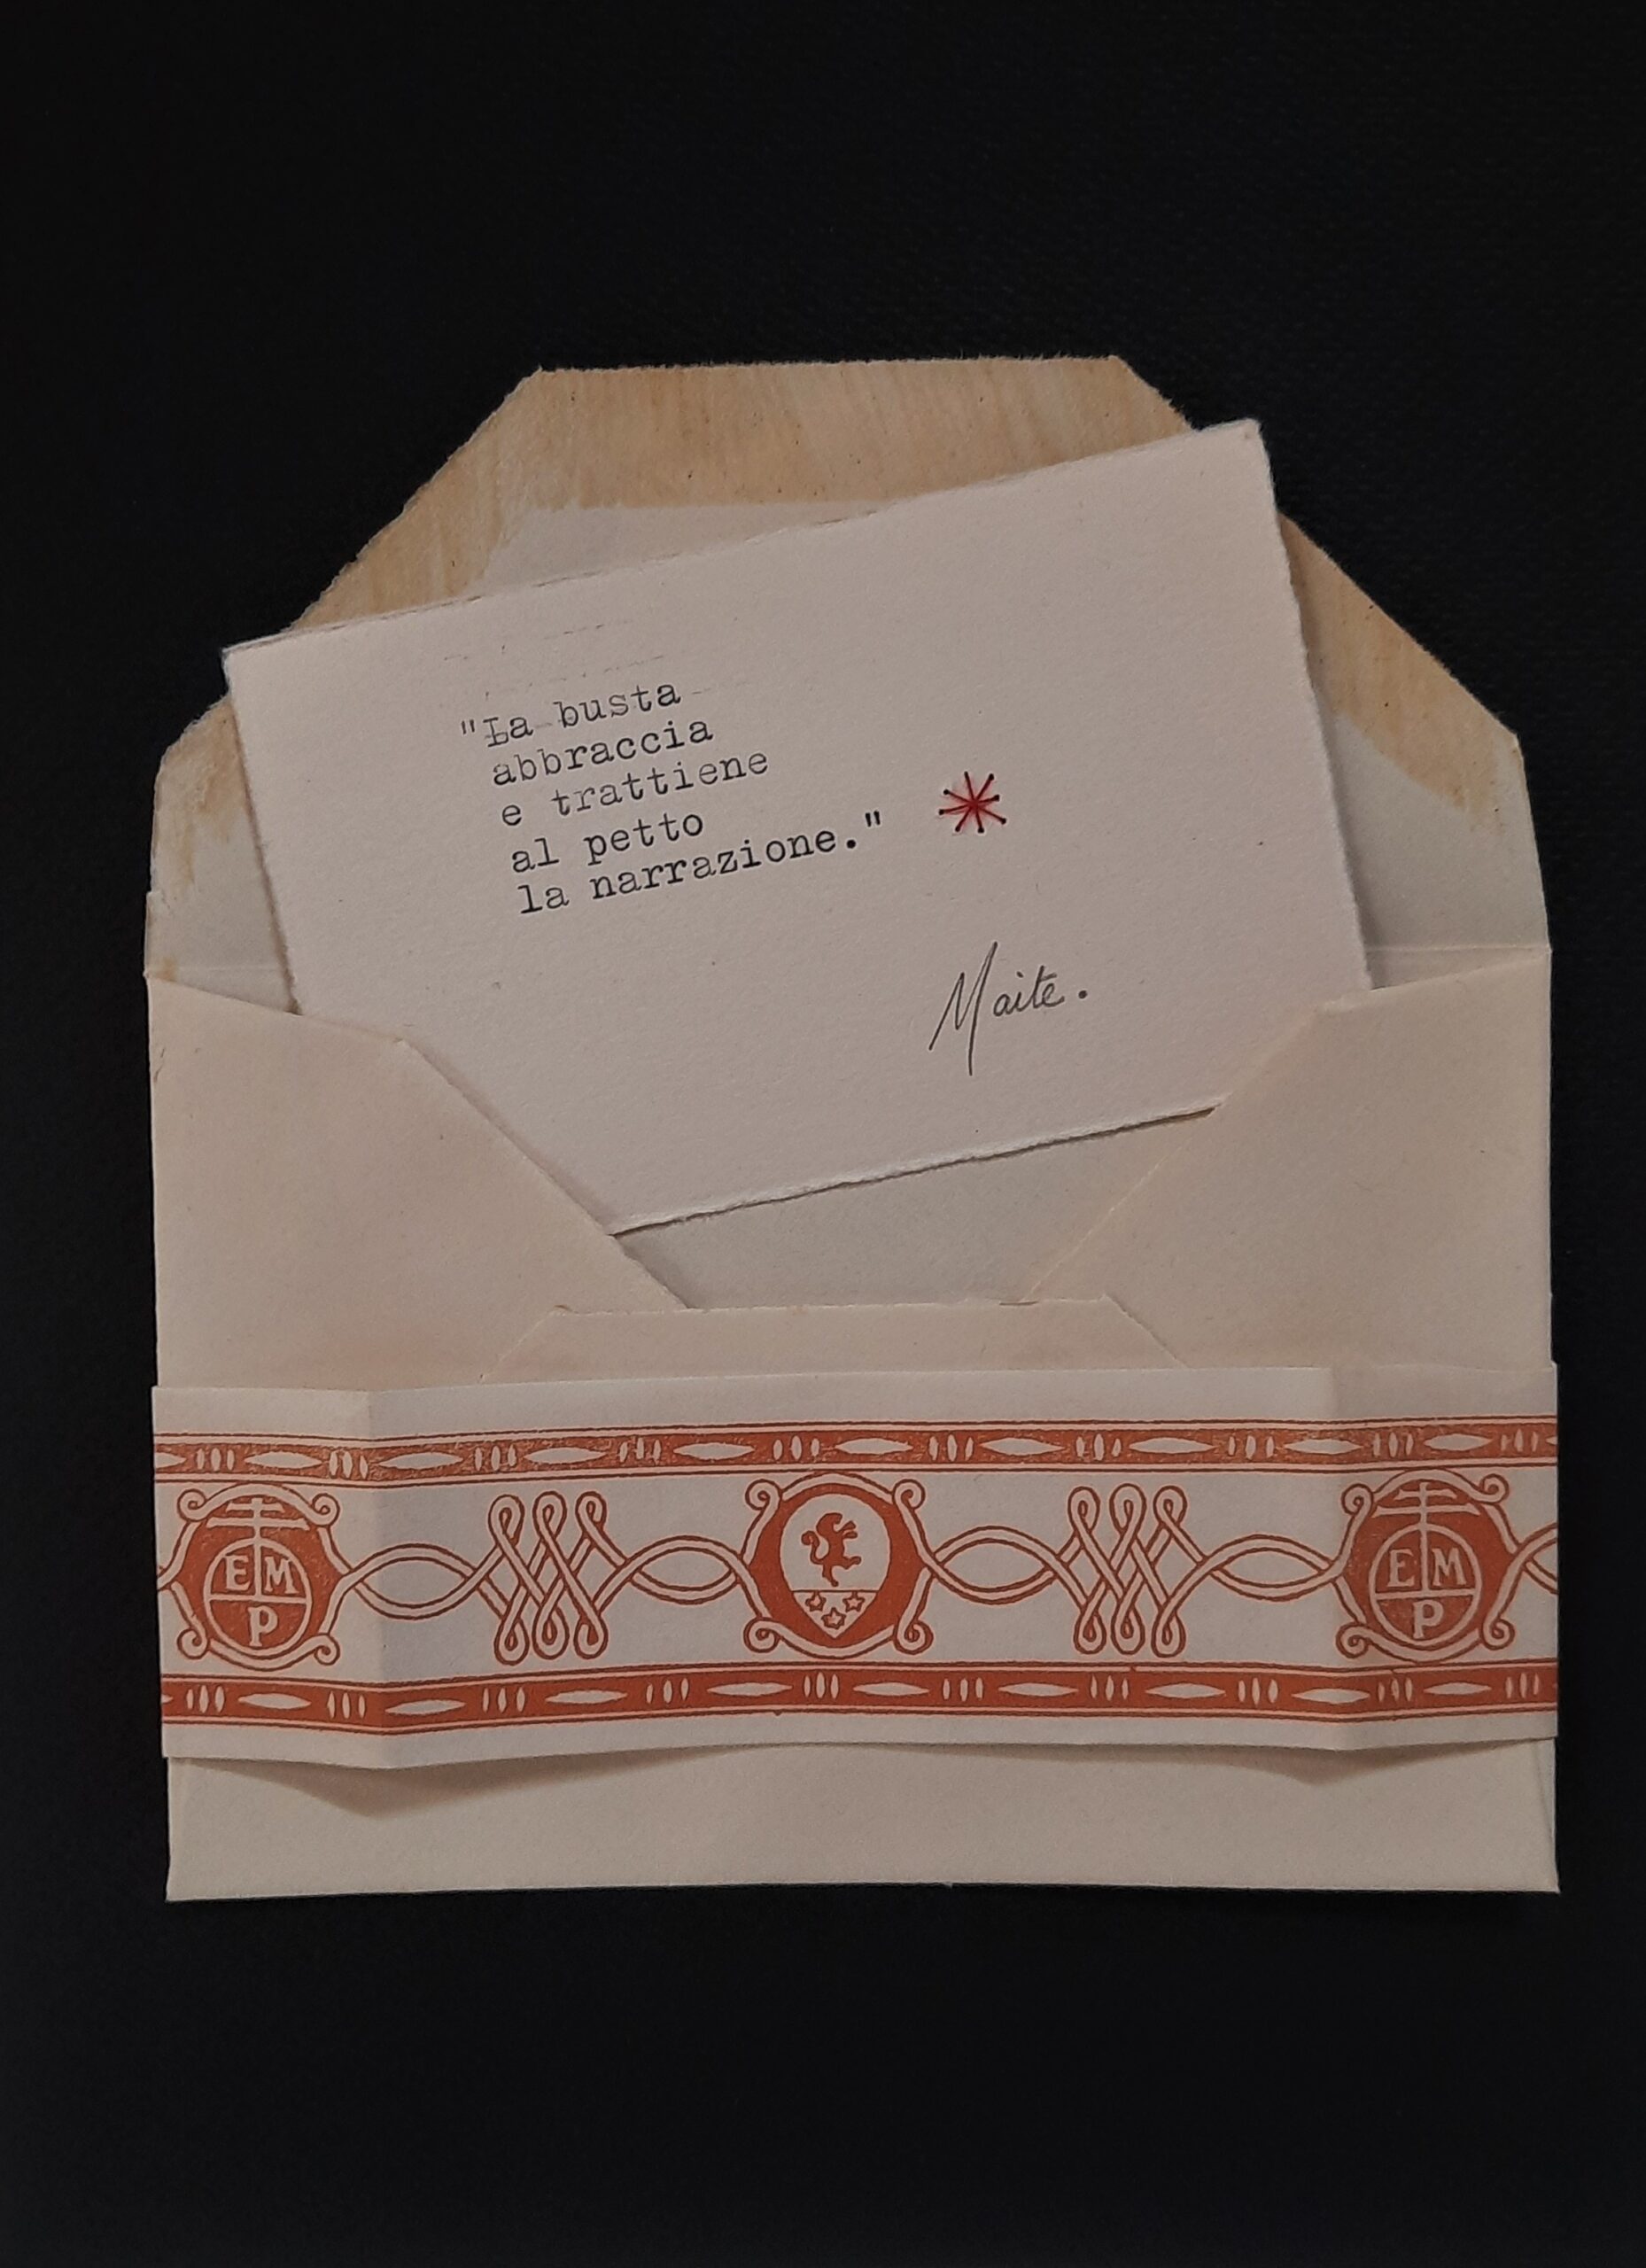 "La busta
abbraccia
e trattiene
al petto
la narrazione."
Maite.
E M
P
E M
P